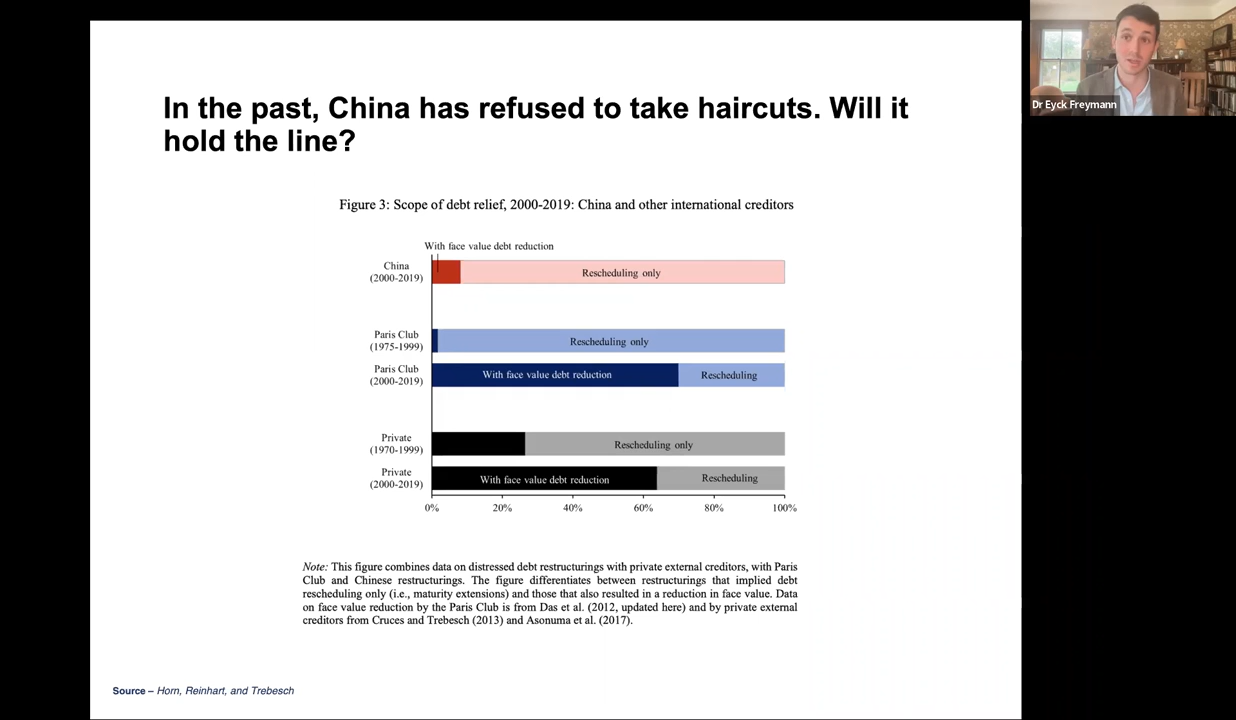 In the past, China has refused to take haircuts. Will it
hold the line?
Dr Eyck Freymann
Figure 3: Scope of debt relief, 2000-2019: China and other international creditors
With face value debt reduction
China
(2000-2019)
Rescheduling only
Paris Club
(1975-1999)
Rescheduling only
Paris Club
(2000-2019)
With face value debt reduction
Rescheduling
Private
(1970-1999)
Rescheduling only
Private
(2000-2019)
With face value debt reduction
Rescheduling
0%
20%
40%
60%
80%
100%
Note: This figure combines data on distressed debt restructurings with private external creditors, with Paris
Club and Chinese restructurings. The figure differentiates between restructurings that implied debt
rescheduling only (i.e., maturity extensions) and those that also resulted in a reduction in face value. Data
on face value reduction by the Paris Club is from Das et al. (2012, updated here) and by private external
creditors from Cruces and Trebesch (2013) and Asonuma et al. (2017).
Source – Horn, Reinhart, and Trebesch